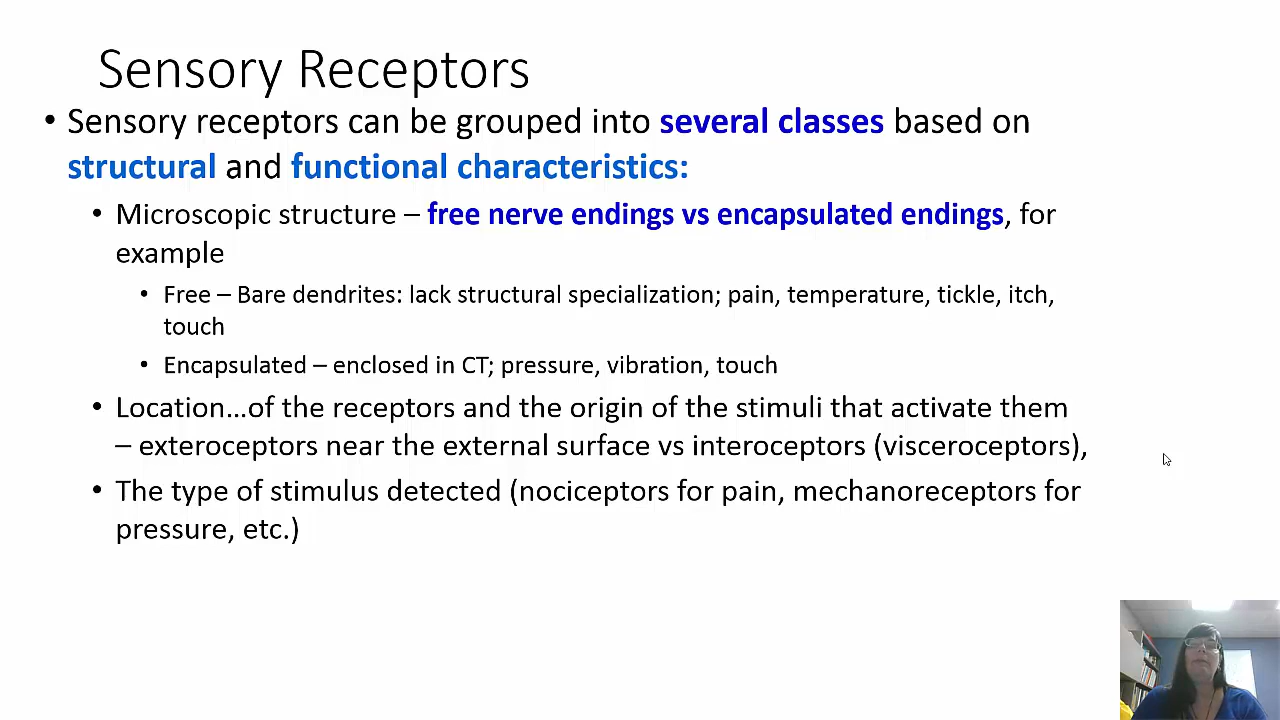 Sensory Receptors
• Sensory receptors can be grouped into several classes based on
structural and functional characteristics:
• Microscopic structure – free nerve endings vs encapsulated endings, for
example
• Free – Bare dendrites: lack structural specialization; pain, temperature, tickle, itch,
touch
• Encapsulated – enclosed in CT; pressure, vibration, touch
• Location…of the receptors and the origin of the stimuli that activate them
– exteroceptors near the external surface vs interoceptors (visceroceptors),
• The type of stimulus detected (nociceptors for pain, mechanoreceptors for
pressure, etc.)